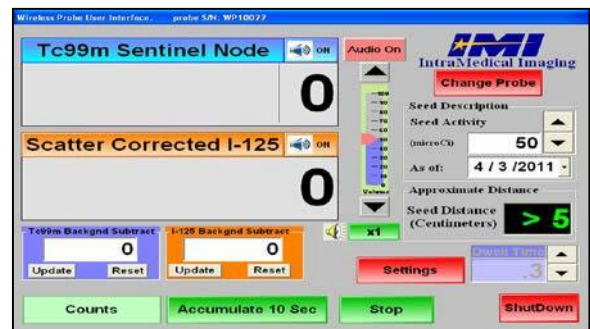 Wireless Probe User Interface,    probe S/N: WP10027
Tc99m Sentinel Node
ON
0
Scatter Corrected I-125
ON
0
Audio On
Volume
x1
IMI
IntraMedical Imaging
Change Probe
Seed Description
Seed Activity
(microCi)
50
As of:
4 / 3 /2011
Approximate Distance
Seed Distance
(Centimeters)
> 5
Tc99m Backgnd Subtract
0
Update
Reset
I-125 Backgnd Subtract
0
Update
Reset
Settings
Dwell Time
.3
Counts
Accumulate 10 Sec
Stop
ShutDown